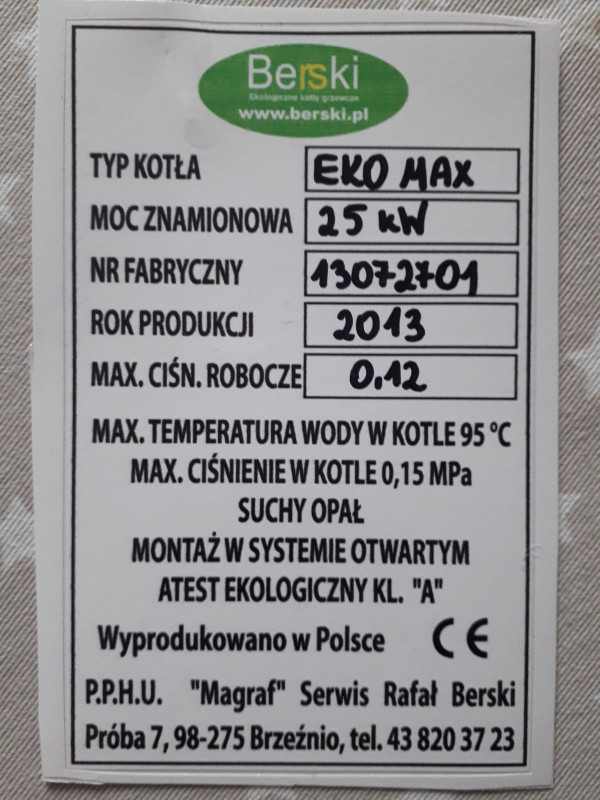 Berski
Ekologiczne kotły grzewcze
www.berski.pl
TYP KOTŁA EKO MAX
MOC ZNAMIONOWA 25 kW
NR FABRYCZNY 13072701
ROK PRODUKCJI 2013
MAX. CIŚN. ROBOCZE 0,12
MAX. TEMPERATURA WODY W KOTLE 95 °C
MAX. CIŚNIENIE W KOTLE 0,15 MPa
SUCHY OPAŁ
MONTAŻ W SYSTEMIE OTWARTYM
ATEST EKOLOGICZNY KL. "A"
Wyprodukowano w Polsce CE
P.P.H.U. "Magraf" Serwis Rafał Berski
Próba 7, 98-275 Brzeźnio, tel. 43 820 37 23